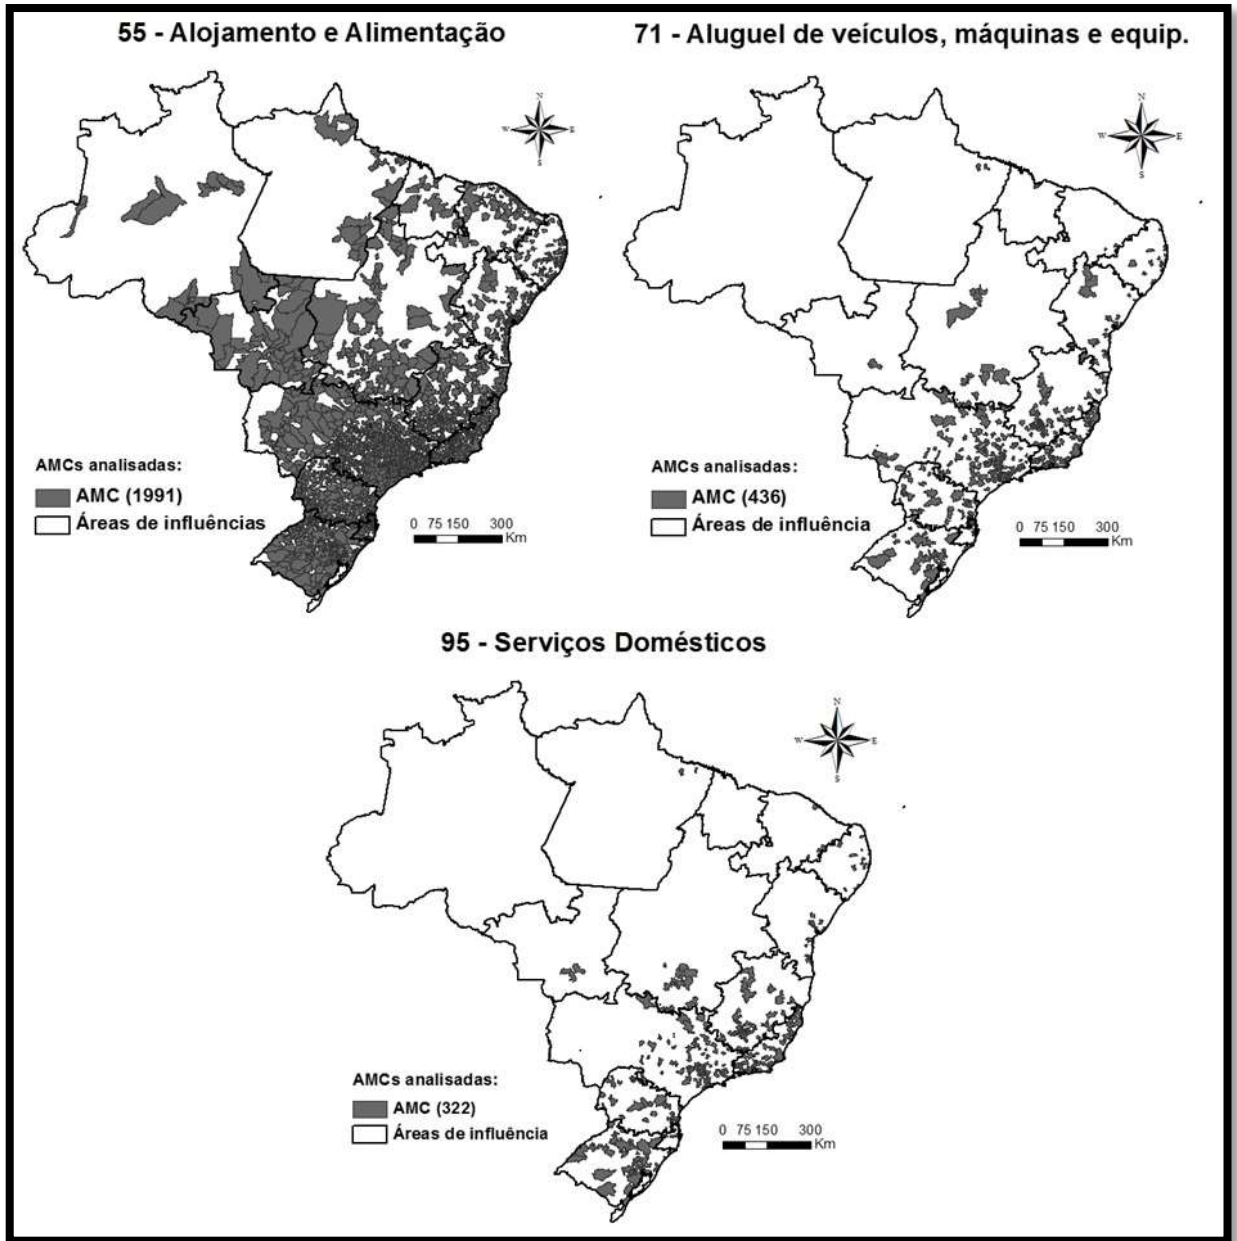 55 - Alojamento e Alimentação
N
W
E
S
AMCs analisadas:
AMC (1991)
Áreas de influências
0 75 150 300
Km
71 - Aluguel de veículos, máquinas e equip.
N
W
E
S
AMCs analisadas:
AMC (436)
Áreas de influência
0 75 150 300
Km
95 - Serviços Domésticos
N
W
E
S
AMCs analisadas:
AMC (322)
Áreas de influência
0 75 150 300
Km